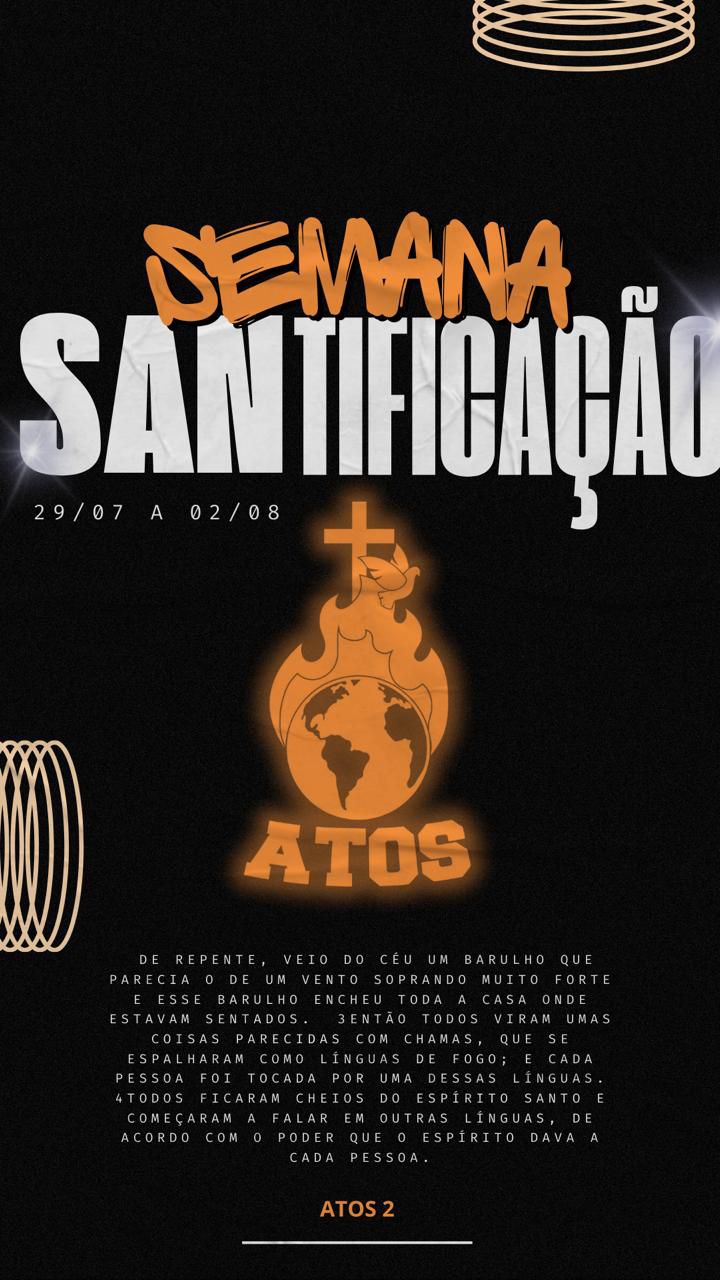 SEMANA
SANTIFICAÇÃO
29/07 A 02/08
ATOS
DE REPENTE, VEIO DO CÉU UM BARULHO QUE
PARECIA O DE UM VENTO SOPRANDO MUITO FORTE
E ESSE BARULHO ENCHEU TODA A CASA ONDE
ESTAVAM SENTADOS.  3ENTÃO TODOS VIRAM UMAS
COISAS PARECIDAS COM CHAMAS, QUE SE
ESPALHARAM COMO LÍNGUAS DE FOGO; E CADA
PESSOA FOI TOCADA POR UMA DESSAS LÍNGUAS.
4TODOS FICARAM CHEIOS DO ESPÍRITO SANTO E
COMEÇARAM A FALAR EM OUTRAS LÍNGUAS, DE
ACORDO COM O PODER QUE O ESPÍRITO DAVA A
CADA PESSOA.
ATOS 2